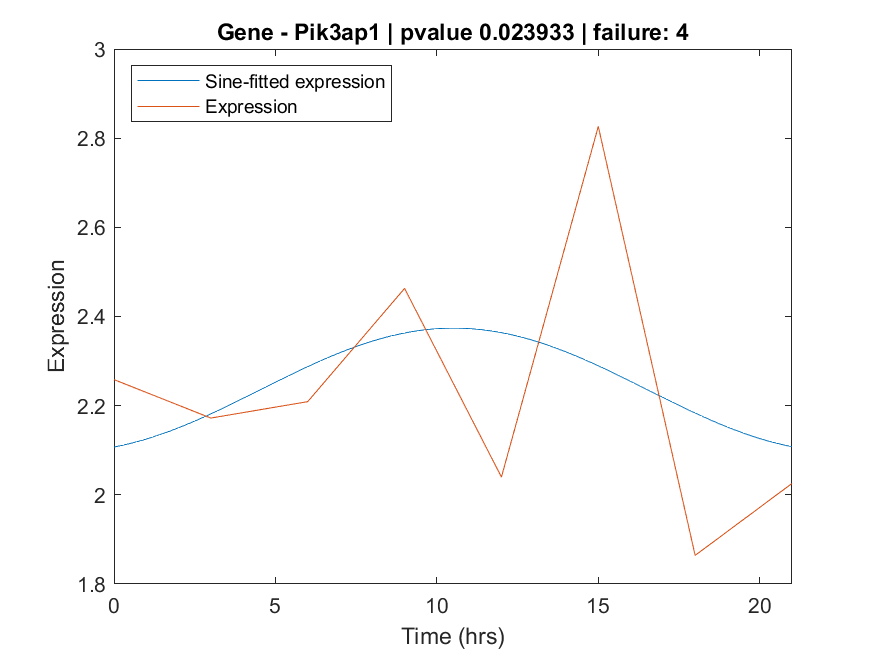 Gene - Pik3ap1 | pvalue 0.023933 | failure: 4
Sine-fitted expression
Expression
3
2.8
2.6
2.4
2.2
2
1.8
Expression
0
5
10
15
20
Time (hrs)